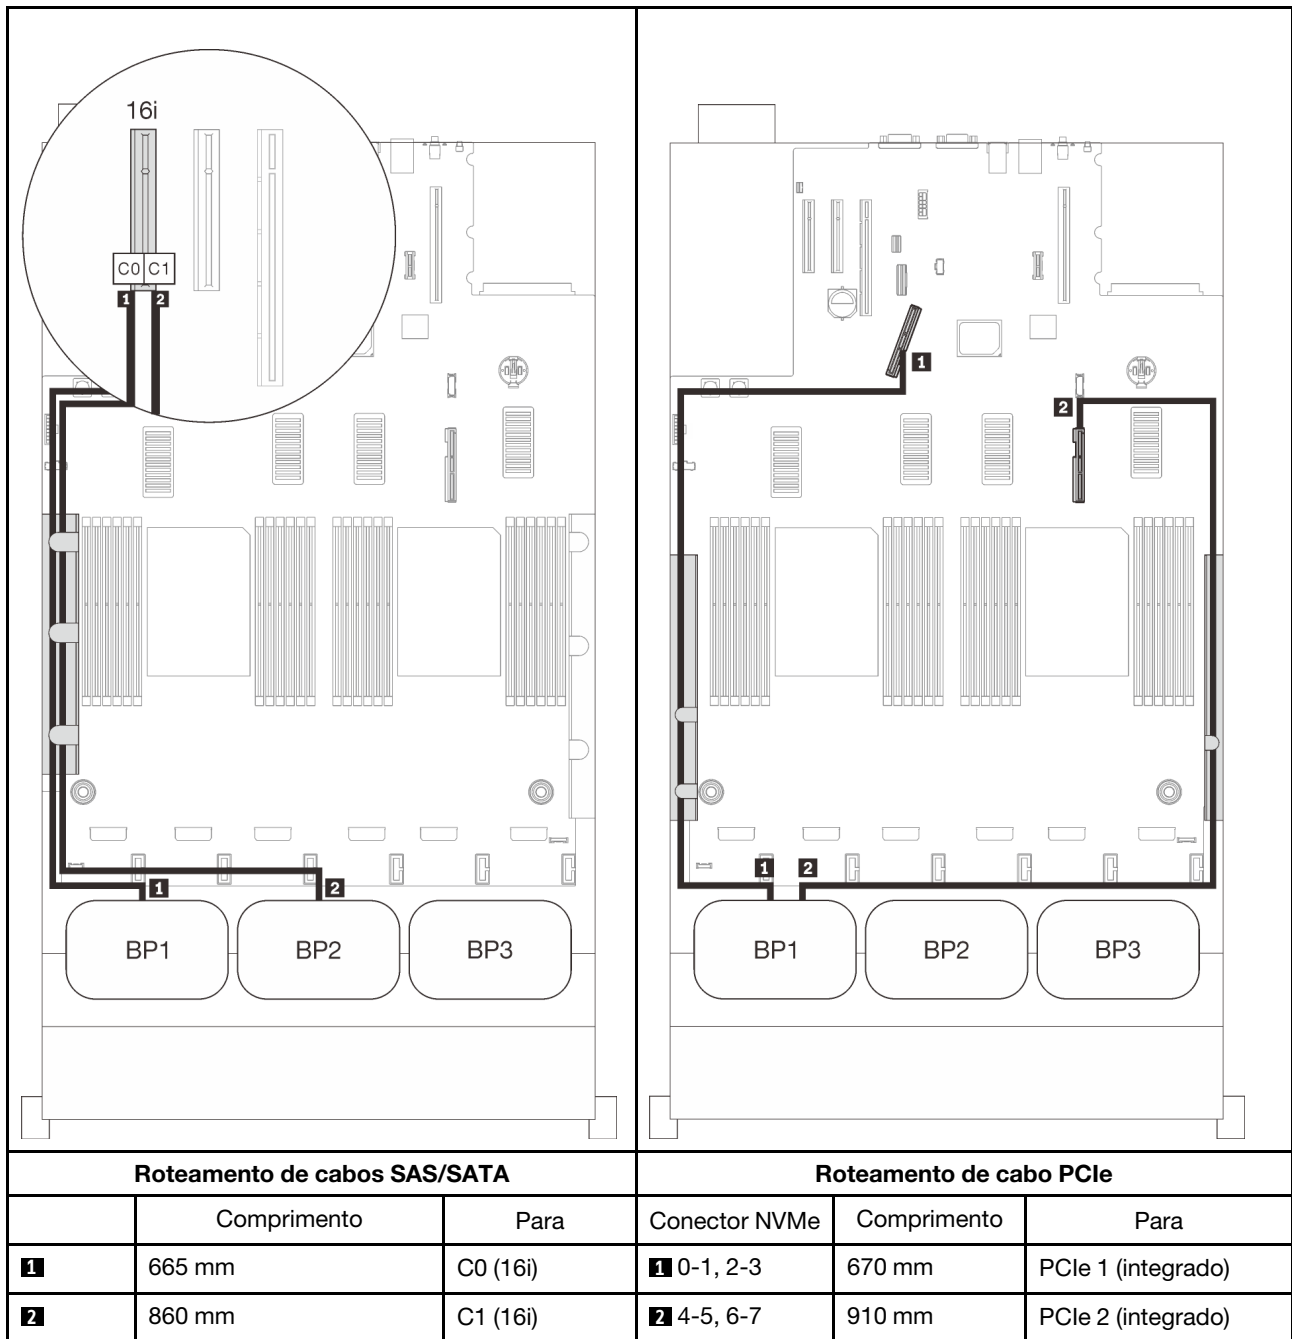 16i
C0 C1
1 2
1 2
BP1 BP2 BP3
1
2
1 2
BP1 BP2 BP3
Roteamento de cabos SAS/SATA
Roteamento de cabo PCIe
Comprimento Para Conector NVMe Comprimento Para
1 665 mm C0 (16i) 1 0-1, 2-3 670 mm PCIe 1 (integrado)
2 860 mm C1 (16i) 2 4-5, 6-7 910 mm PCIe 2 (integrado)